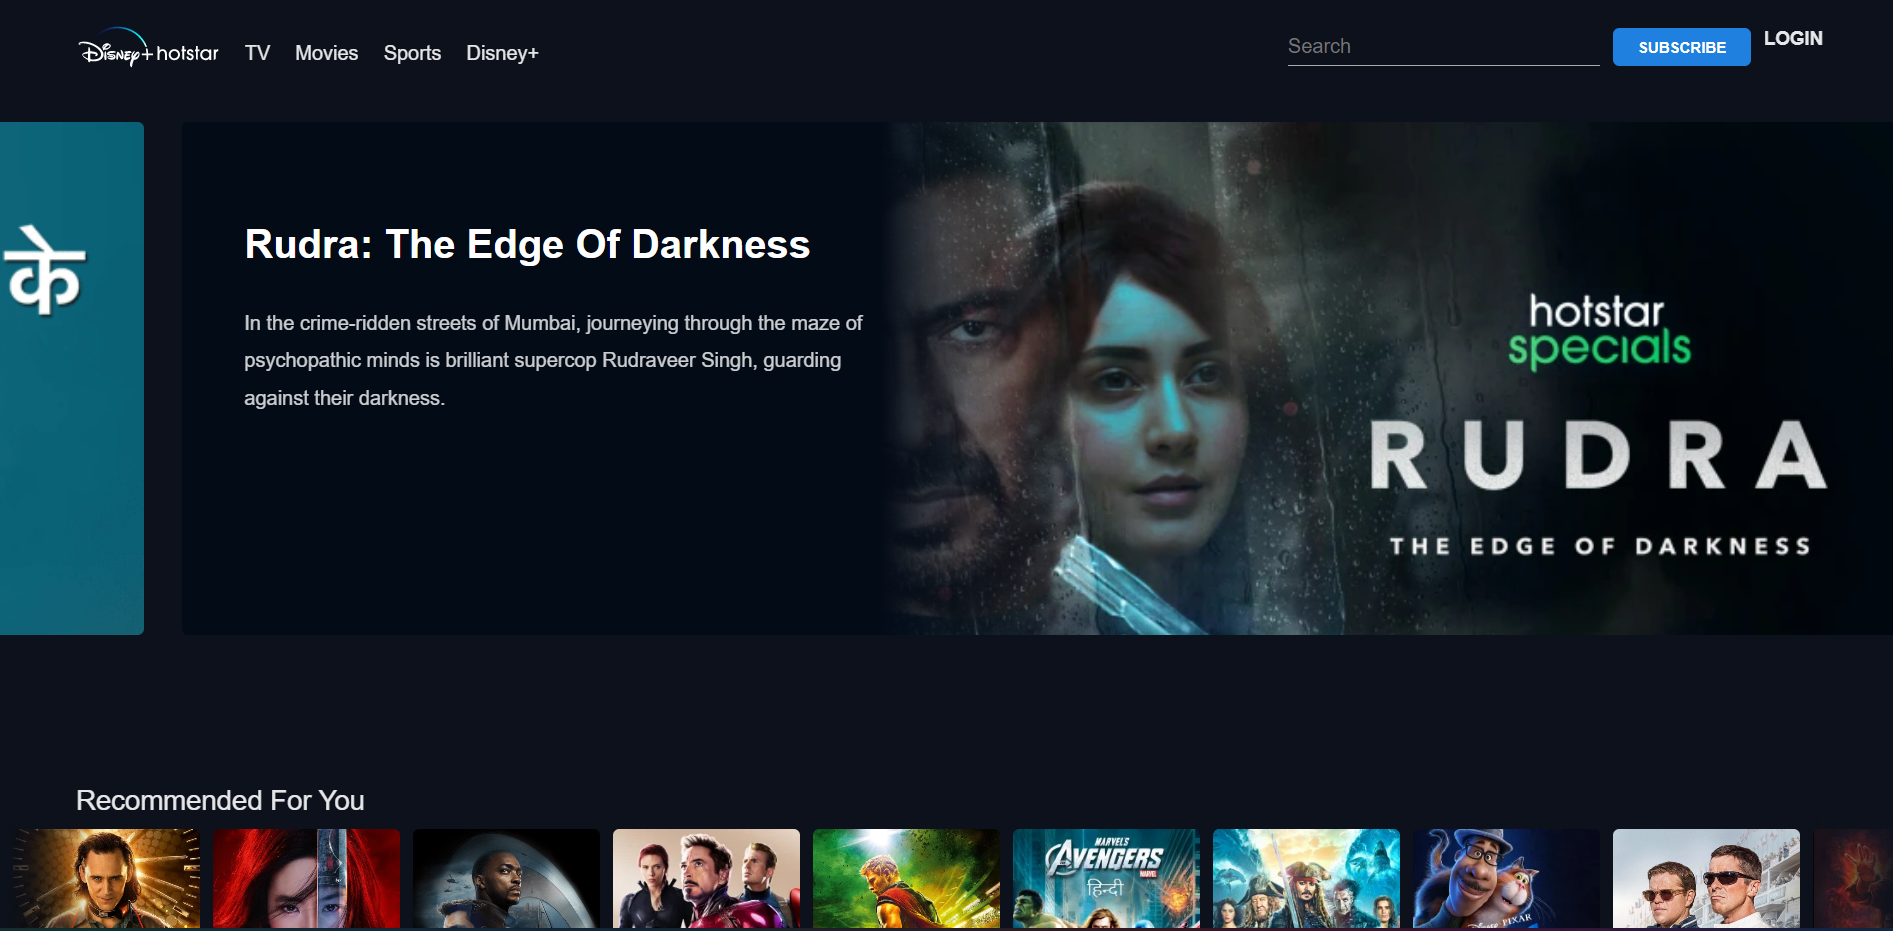 Disney+ hotstar TV Movies Sports Disney+ Search SUBSCRIBE LOGIN
के
Rudra: The Edge Of Darkness
In the crime-ridden streets of Mumbai, journeying through the maze of
psychopathic minds is brilliant supercop Rudraveer Singh, guarding
against their darkness.
hotstar
specials
RUDRA
THE EDGE OF DARKNESS
Recommended For You
MARVEL'S
AVENGERS
MARVEL
हिन्दी
Disney PIXAR